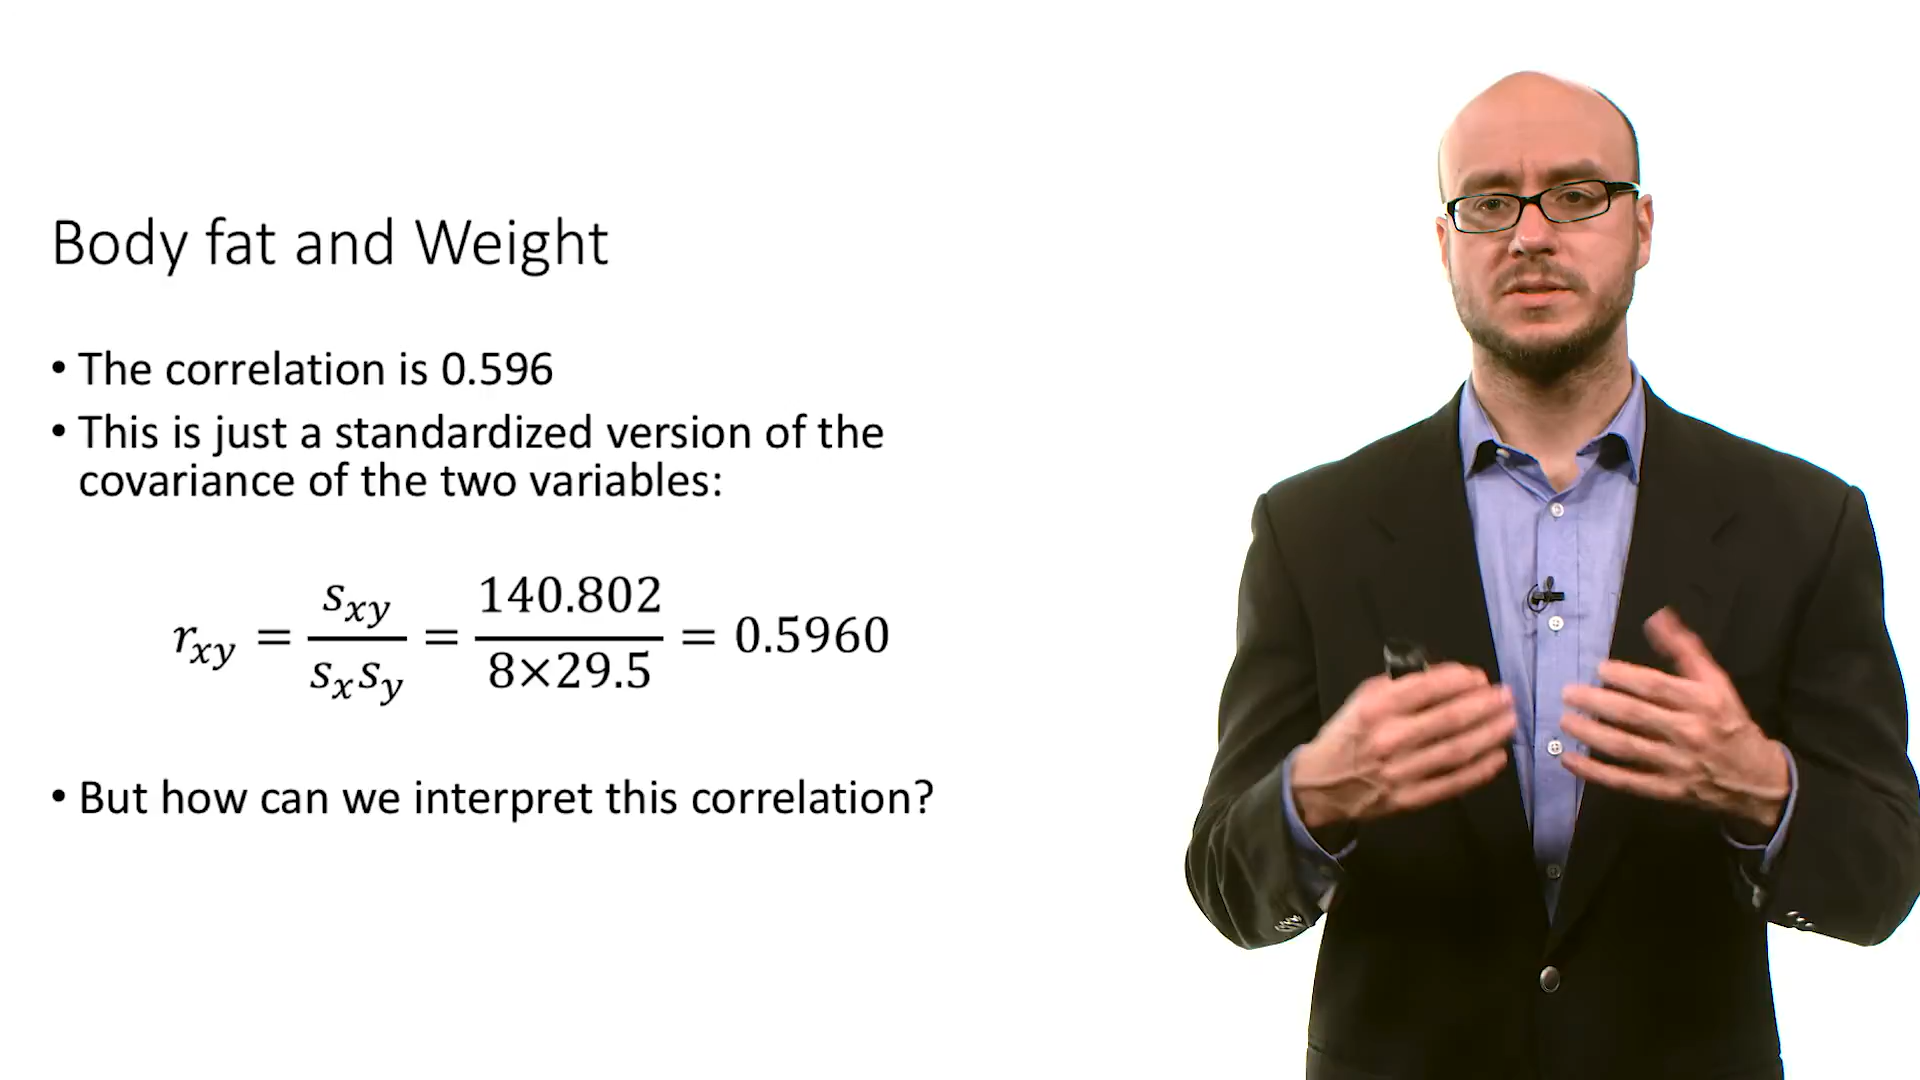 Body fat and Weight
• The correlation is 0.596
• This is just a standardized version of the
covariance of the two variables:
r_xy = s_xy / (s_x s_y) = 140.802 / (8×29.5) = 0.5960
• But how can we interpret this correlation?